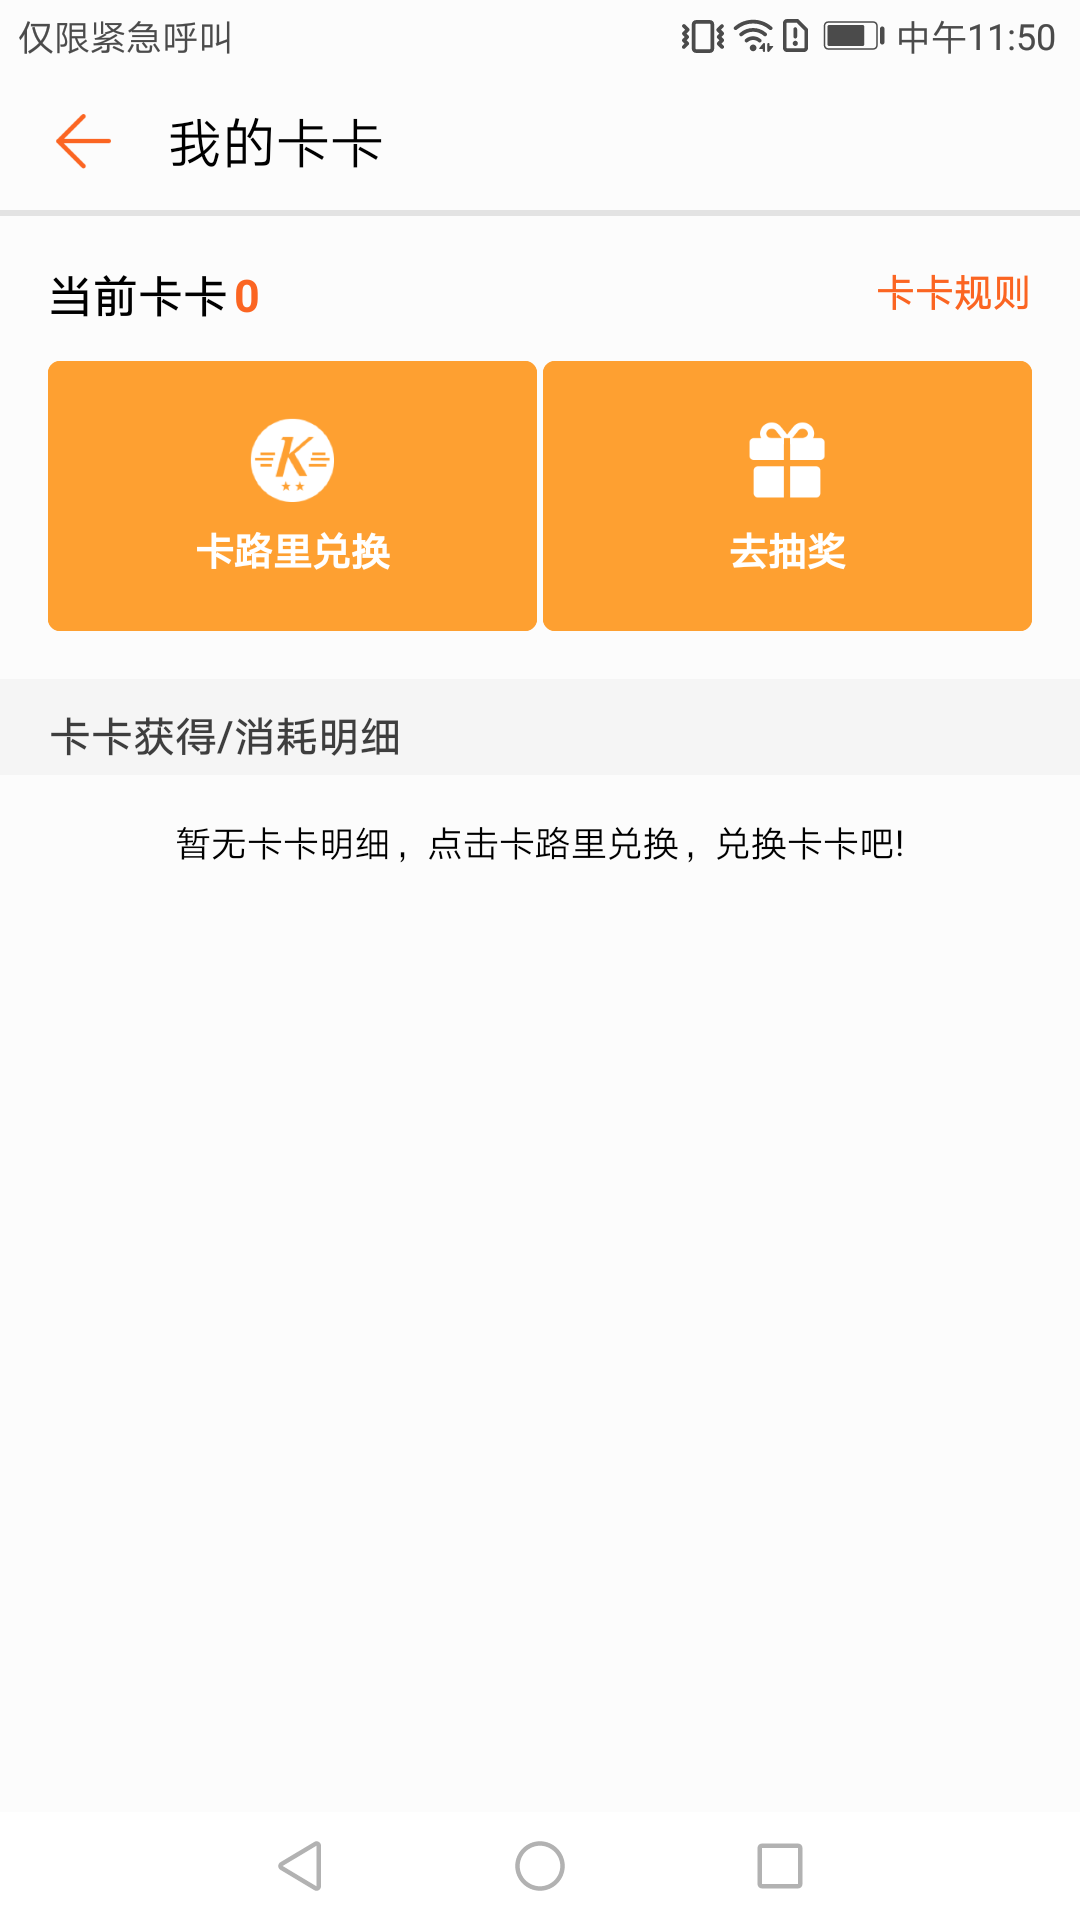 仅限紧急呼叫 中午11:50
我的卡卡
当前卡卡0 卡卡规则
K
卡路里兑换 去抽奖
卡卡获得/消耗明细
暂无卡卡明细，点击卡路里兑换，兑换卡卡吧!